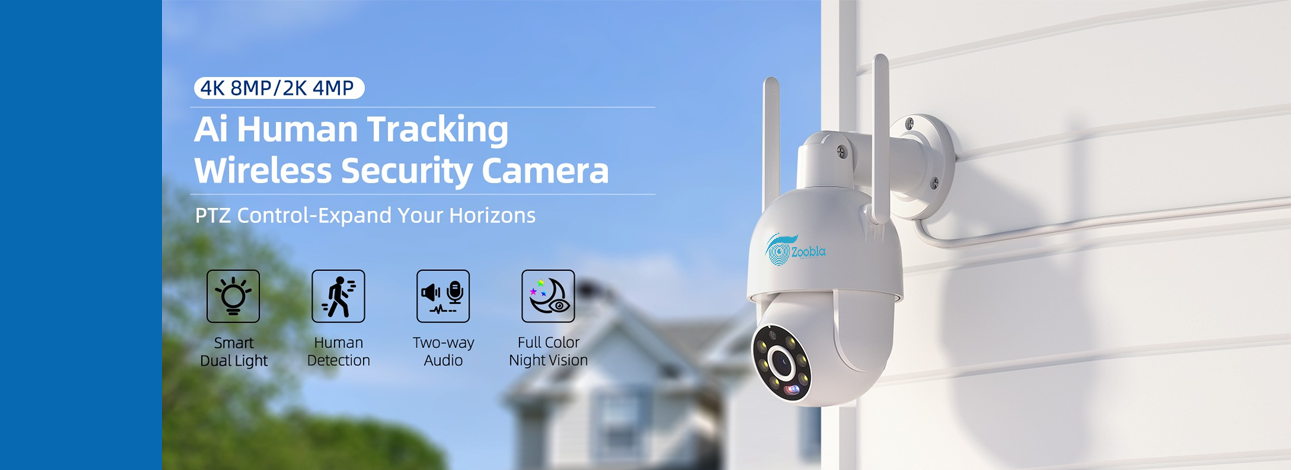 4K 8MP/2K 4MP
Ai Human Tracking
Wireless Security Camera
PTZ Control-Expand Your Horizons
Smart
Dual Light
Human
Detection
Two-way
Audio
Full Color
Night Vision
Zoobla